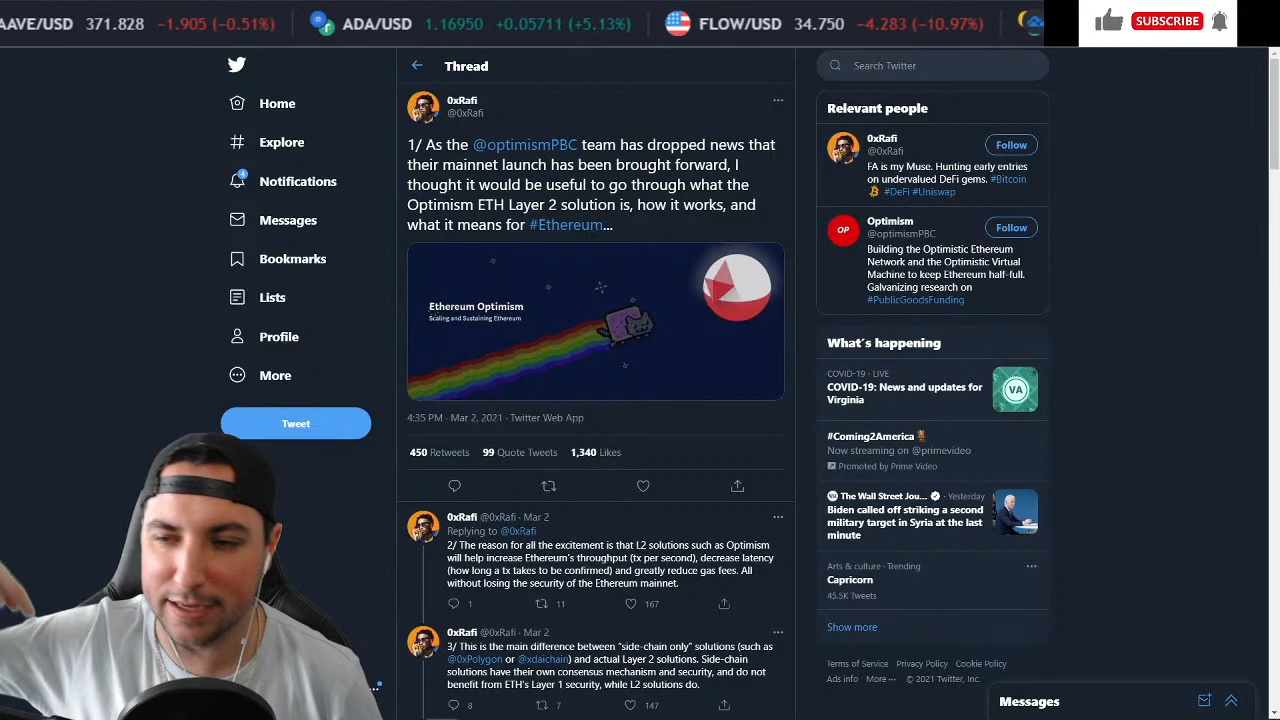 AAVE/USD 371.828 -1.905 (-0.51%) ADA/USD 1.16950 +0.05711 (+5.13%) FLOW/USD 34.750 -4.283 (-10.97%)
SUBSCRIBE
Home
Explore
4
Notifications
Messages
Bookmarks
Lists
Profile
More
Tweet
Thread
0xRafi
@0xRafi
1/ As the @optimismPBC team has dropped news that
their mainnet launch has been brought forward, I
thought it would be useful to go through what the
Optimism ETH Layer 2 solution is, how it works, and
what it means for #Ethereum...
Ethereum Optimism
Scaling and Sustaining Ethereum
4:35 PM · Mar 2, 2021 · Twitter Web App
450 Retweets 99 Quote Tweets 1,340 Likes
0xRafi @0xRafi · Mar 2
Replying to @0xRafi
2/ The reason for all the excitement is that L2 solutions such as Optimism
will help increase Ethereum's throughput (tx per second), decrease latency
(how long a tx takes to be confirmed) and greatly reduce gas fees. All
without losing the security of the Ethereum mainnet.
1 11 167
0xRafi @0xRafi · Mar 2
3/ This is the main difference between "side-chain only" solutions (such as
@0xPolygon or @xdaichain) and actual Layer 2 solutions. Side-chain
solutions have their own consensus mechanism and security, and do not
benefit from ETH's Layer 1 security, while L2 solutions do.
8 7 147
Search Twitter
Relevant people
0xRafi
@0xRafi
Follow
FA is my Muse. Hunting early entries
on undervalued DeFi gems. #Bitcoin
#DeFi #Uniswap
OP
Optimism
@optimismPBC
Follow
Building the Optimistic Ethereum
Network and the Optimistic Virtual
Machine to keep Ethereum half-full.
Galvanizing research on
#PublicGoodsFunding
What's happening
COVID-19 · LIVE
COVID-19: News and updates for
Virginia
VA
#Coming2America
Now streaming on @primevideo
Promoted by Prime Video
The Wall Street Jou... · Yesterday
Biden called off striking a second
military target in Syria at the last
minute
Arts & culture · Trending
Capricorn
45.5K Tweets
Show more
Terms of Service Privacy Policy Cookie Policy
Ads info More ··· © 2021 Twitter, Inc.
Messages